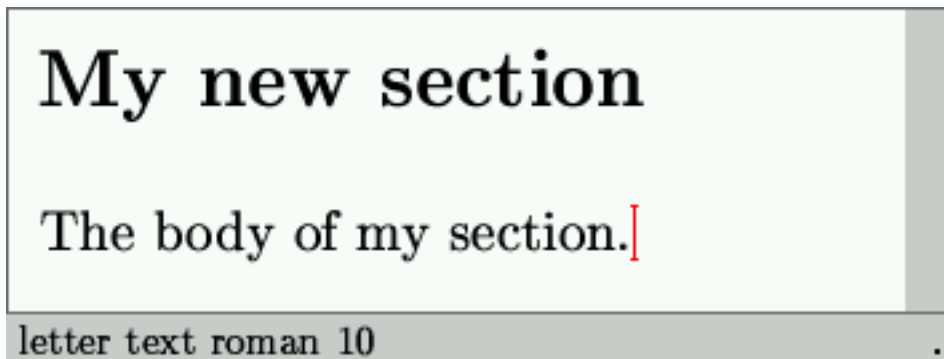 My new section
The body of my section.
letter text roman 10
.